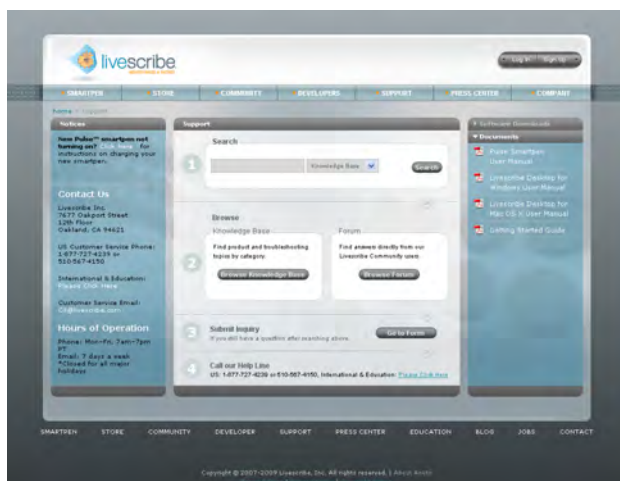 livescribe
Log In Sign Up
SMARTPEN STORE COMMUNITY DEVELOPERS SUPPORT PRESS CENTER COMPANY
home > support
Notices
New Pulse™ smartpen not
turning on? Click here for
instructions on charging your
new smartpen.
Contact Us
Livescribe Inc.
7677 Oakport Street
12th Floor
Oakland, CA 94621
US Customer Service Phone:
1-877-727-4239 or
510-567-4150
International & Education:
Please Click Here
Customer Service Email:
CS@livescribe.com
Hours of Operation
Phone: Mon-Fri, 7am-7pm
PT
Email: 7 days a week
*Closed for all major
holidays
Support
1
Search
Knowledge Base
Search
2
Browse
Knowledge Base
Find product and troubleshooting
topics by category.
Browse Knowledge Base
Forum
Find answers directly from our
Livescribe Community users.
Browse Forum
3
Submit Inquiry
If you still have a question after searching above.
Go to Form
4
Call our Help Line
US: 1-877-727-4239 or 510-567-4150, International & Education: Please Click Here
Software Downloads
Documents
Pulse Smartpen
User Manual
Livescribe Desktop for
Windows User Manual
Livescribe Desktop for
Mac OS X User Manual
Getting Started Guide
SMARTPEN STORE COMMUNITY DEVELOPER SUPPORT PRESS CENTER EDUCATION BLOG JOBS CONTACT
Copyright © 2007-2009 Livescribe, Inc. All rights reserved. |